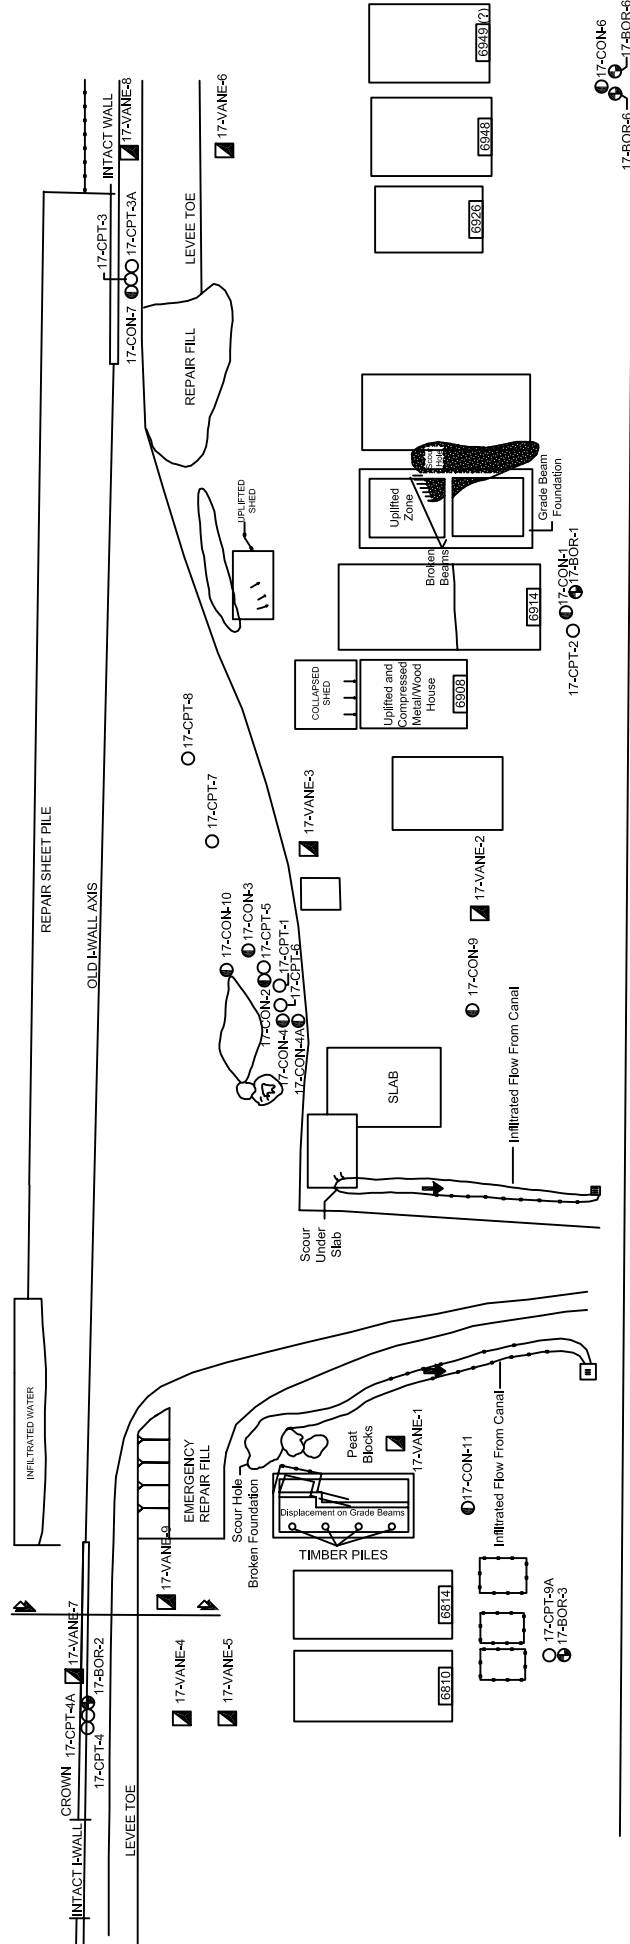 6949 (?)
17-CON-6
17-BOR-6
17-BOR-6
17-VANE-8
17-VANE-6
6948
INTACT WALL
17-CPT-3
17-CPT-3A
17-CON-7
LEVEE TOE
6926
REPAIR FILL
UPLIFTED
SHED
Scour
Hole
Uplifted
Zone
Grade Beam
Foundation
Broken
Beams
17-CON-1
17-BOR-1
17-CPT-2
6914
COLLAPSED
SHED
Uplifted and
Compressed
Metal/Wood
House
6908
17-CPT-8
17-CPT-7
17-VANE-3
17-VANE-2
REPAIR SHEET PILE
OLD I-WALL AXIS
17-CON-10
17-CON-3
17-CPT-5
17-CPT-1
17-CPT-6
17-CON-2
17-CON-4
17-CON-4A
17-CON-9
SLAB
Infiltrated Flow From Canal
Scour
Under
Slab
INFILTRATED WATER
EMERGENCY
REPAIR FILL
Peat
Blocks
17-VANE-1
Scour Hole
Broken Foundation
Displacement on Grade Beams
TIMBER PILES
17-CON-11
Infiltrated Flow From Canal
17-VANE-9
17-VANE-7
17-VANE-4
17-VANE-5
6814
6810
17-CPT-9A
17-BOR-3
17-BOR-2
17-CPT-4A
17-CPT-4
CROWN
INTACT I-WALL
LEVEE TOE